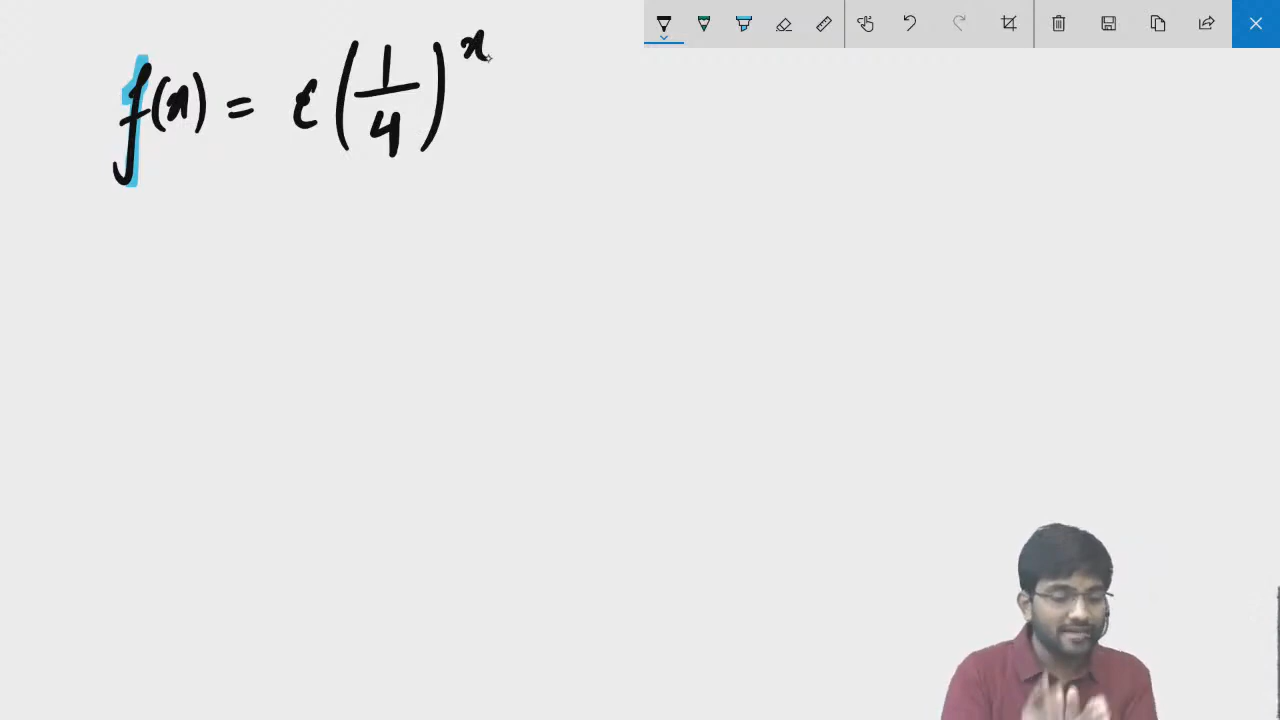 f(x) = ε(1/4)^x